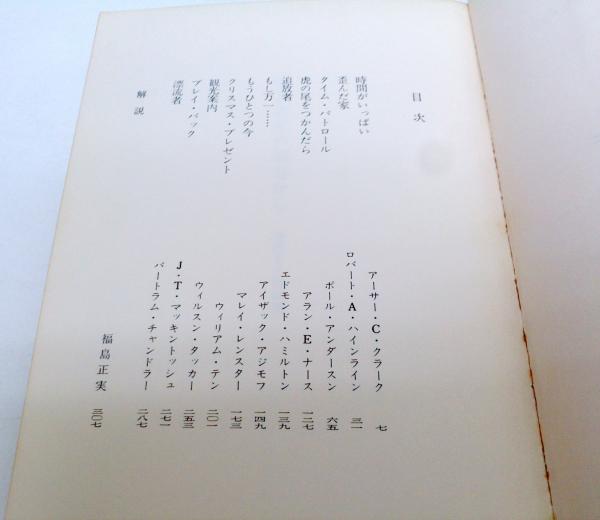 目次
時間がいっぱい アーサー・C・クラーク 七
歪んだ家 ロバート・A・ハインライン 三一
タイム・パトロール ポール・アンダースン 六五
虎の尾をつかんだら アラン・E・ナース 一二七
追放者 エドモンド・ハミルトン 一三九
もし万一…… アイザック・アジモフ 一四九
もうひとつの今 マレイ・レンスター 一七三
クリスマス・プレゼント ウィリアム・テン 二〇一
観光案内 ウィルスン・タッカー 二五三
プレイ・バック J・T・マッキントッシュ 二七一
漂流者 バートラム・チャンドラー 二八七
解説 福島正実 三〇七